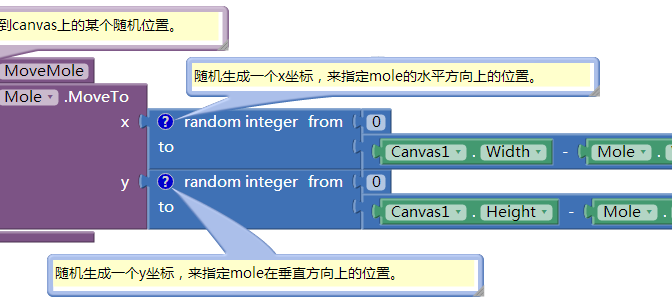 到canvas上的某个随机位置。
MoveMole
随机生成一个x坐标，来指定mole的水平方向上的位置。
Mole .MoveTo
x ? random integer from 0
to Canvas1 . Width - Mole .
y ? random integer from 0
to Canvas1 . Height - Mole .
随机生成一个y坐标，来指定mole在垂直方向上的位置。